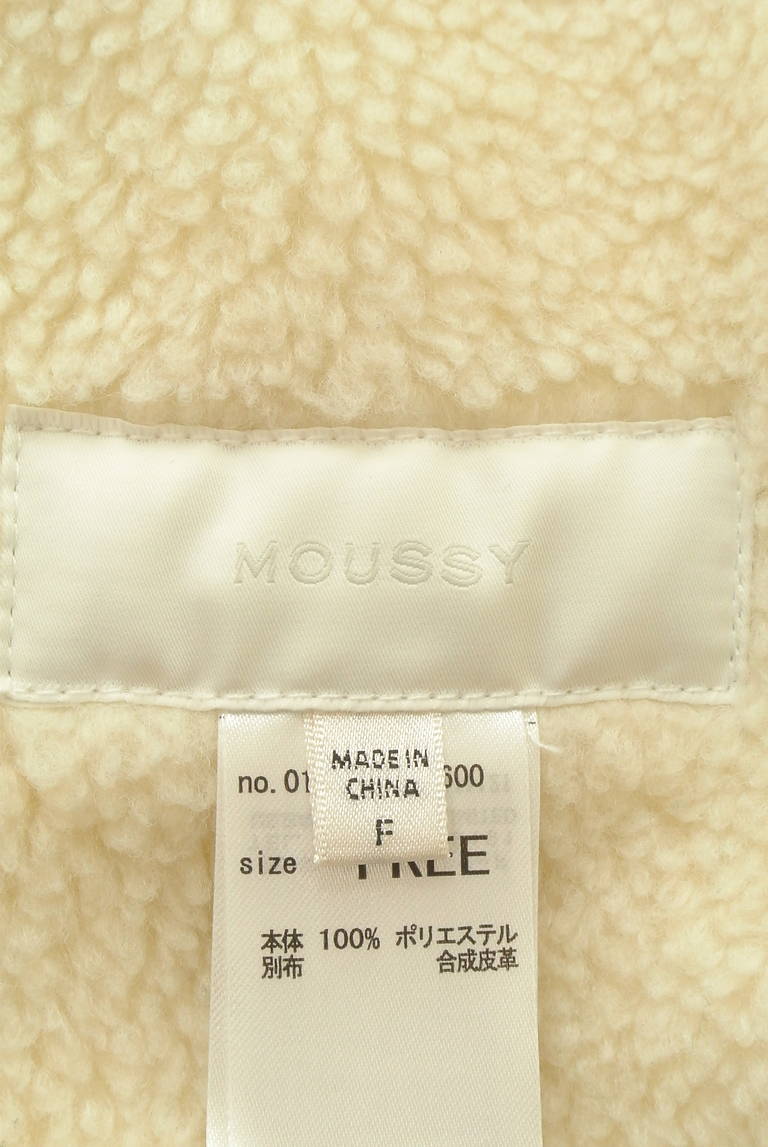 MOUSSY
MADE IN
CHINA
F
no.01 600
size FREE
本体 100% ポリエステル
別布 合成皮革